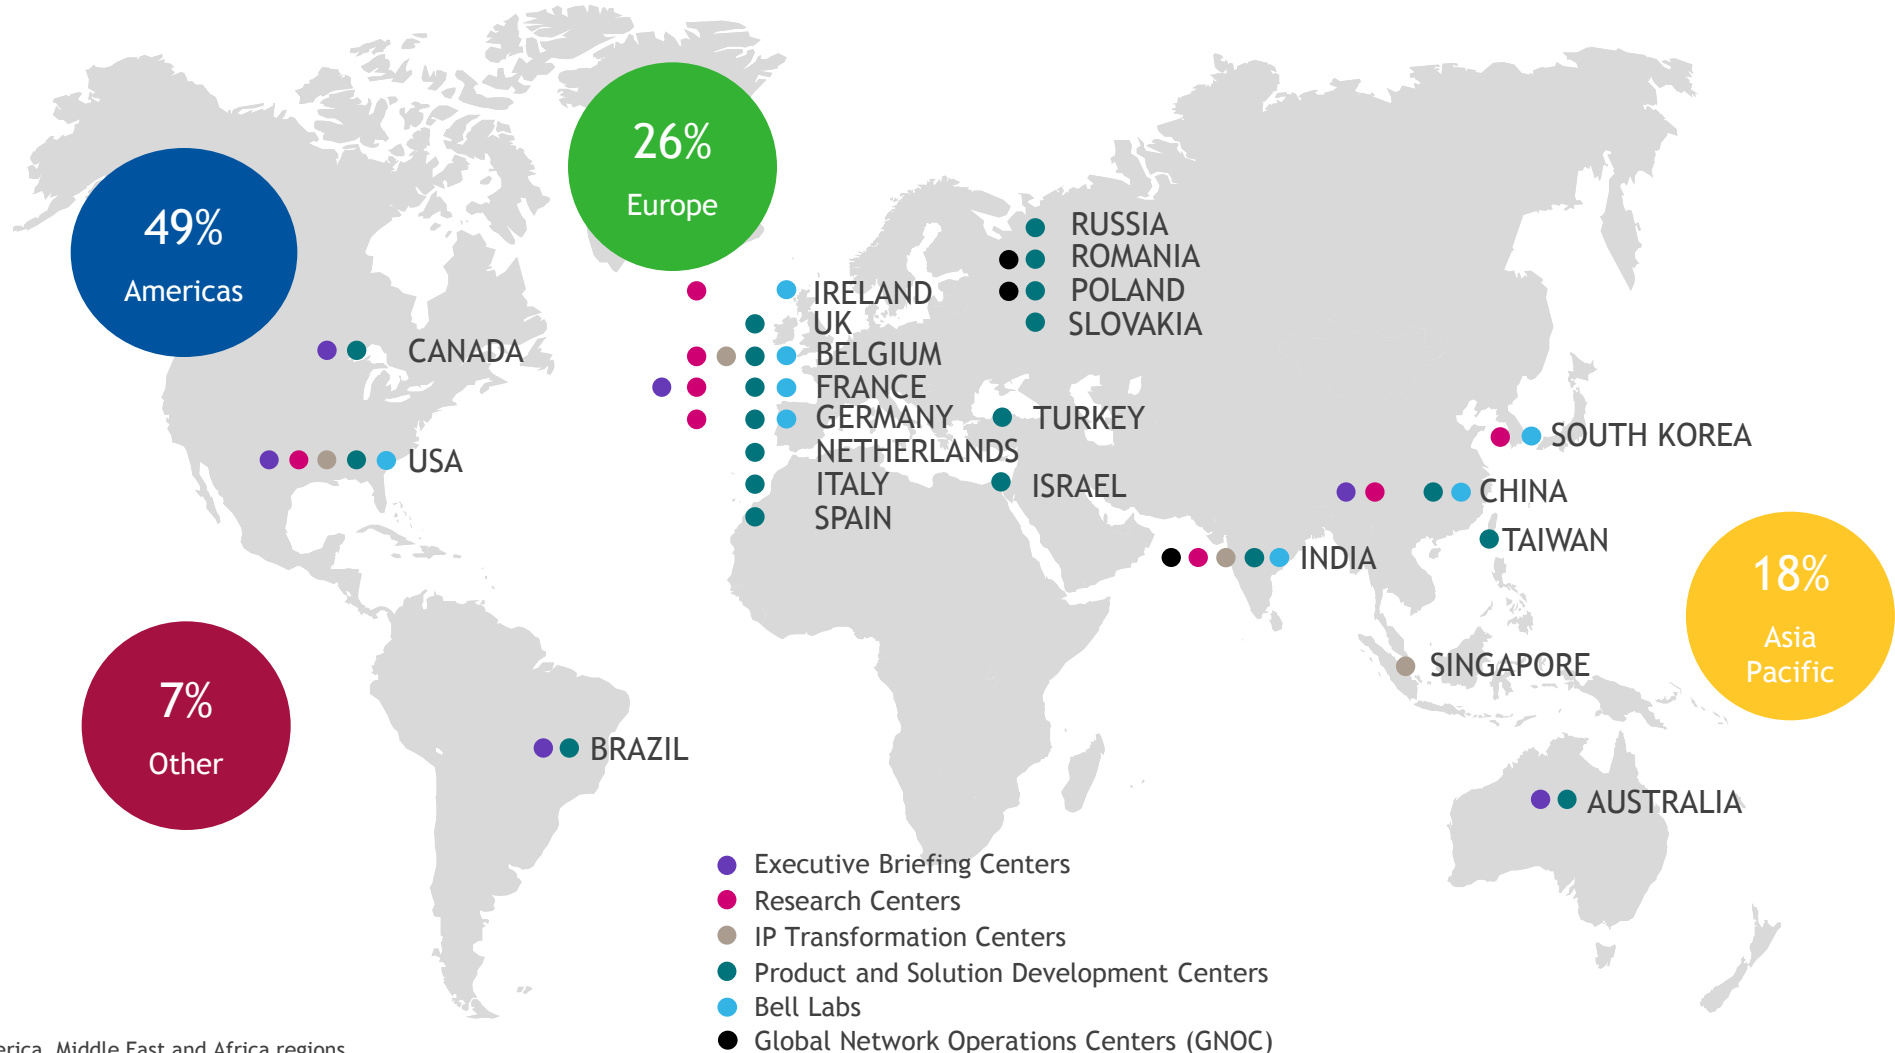 26%
Europe
49%
Americas
RUSSIA
ROMANIA
POLAND
SLOVAKIA
IRELAND
UK
BELGIUM
FRANCE
GERMANY
NETHERLANDS
ITALY
SPAIN
CANADA
USA
TURKEY
ISRAEL
SOUTH KOREA
CHINA
TAIWAN
INDIA
18%
Asia
Pacific
SINGAPORE
7%
Other
BRAZIL
AUSTRALIA
Executive Briefing Centers
Research Centers
IP Transformation Centers
Product and Solution Development Centers
Bell Labs
Global Network Operations Centers (GNOC)
Middle East and Africa regions